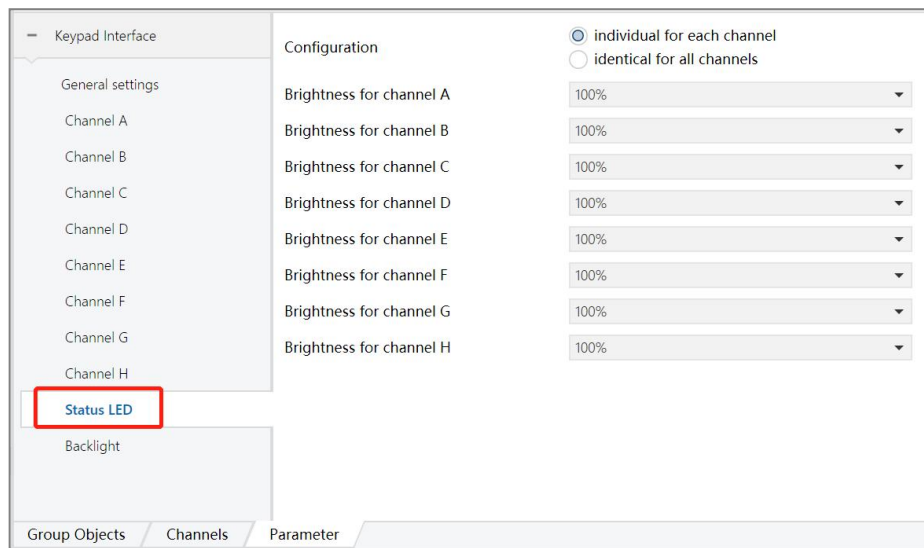 Keypad Interface
General settings
Channel A
Channel B
Channel C
Channel D
Channel E
Channel F
Channel G
Channel H
Status LED
Backlight
Configuration
individual for each channel
identical for all channels
Brightness for channel A 100%
Brightness for channel B 100%
Brightness for channel C 100%
Brightness for channel D 100%
Brightness for channel E 100%
Brightness for channel F 100%
Brightness for channel G 100%
Brightness for channel H 100%
Group Objects Channels Parameter